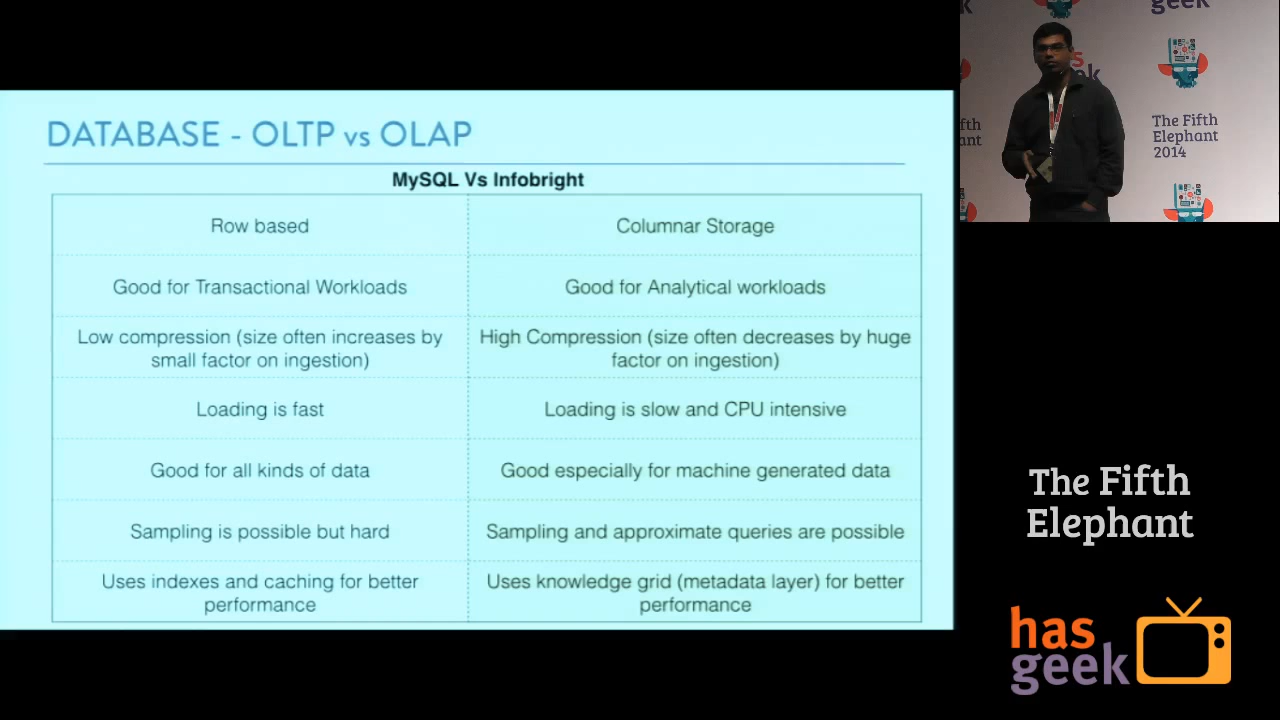 DATABASE - OLTP vs OLAP
MySQL Vs Infobright
Row based
Columnar Storage
Good for Transactional Workloads
Good for Analytical workloads
Low compression (size often increases by
small factor on ingestion)
High Compression (size often decreases by huge
factor on ingestion)
Loading is fast
Loading is slow and CPU intensive
Good for all kinds of data
Good especially for machine generated data
Sampling is possible but hard
Sampling and approximate queries are possible
Uses indexes and caching for better
performance
Uses knowledge grid (metadata layer) for better
performance
geek
The Fifth
Elephant
2014
The Fifth
Elephant
has
geek